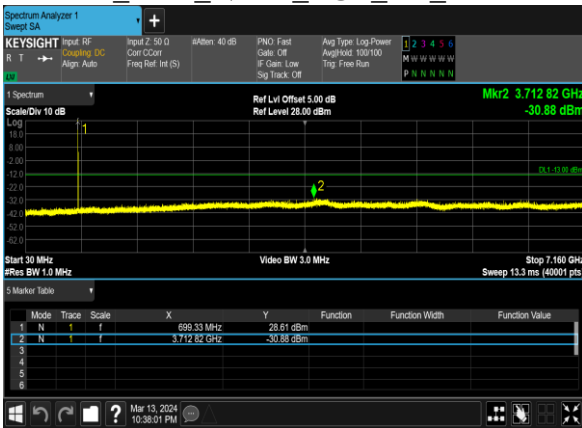 Spectrum Analyzer 1
Swept SA
+
KEYSIGHT Input: RF Input Z: 50 Ω #Atten: 40 dB PNO: Fast Avg Type: Log-Power 1 2 3 4 5 6
R T Coupling: DC Corr CCorr Gate: Off Avg|Hold: 100/100 M W W W W W
Align: Auto Freq Ref: Int (S) IF Gain: Low Trig: Free Run
LW Sig Track: Off P N N N N N
1 Spectrum Ref Lvl Offset 5.00 dB Mkr2 3.712 82 GHz
Scale/Div 10 dB Ref Level 28.00 dBm -30.88 dBm
Log
18.0
8.00
-2.00
-12.0
-22.0
-32.0
-42.0
-52.0
-62.0
1
DL1 -13.00 dBm
2
Start 30 MHz Video BW 3.0 MHz Stop 7.160 GHz
#Res BW 1.0 MHz Sweep 13.3 ms (40001 pts
5 Marker Table
Mode Trace Scale X Y Function Function Width Function Value
1 N 1 f 699.33 MHz 28.61 dBm
2 N 1 f 3.712 82 GHz -30.88 dBm
3
4
5
6
? Mar 13, 2024
10:38:01 PM